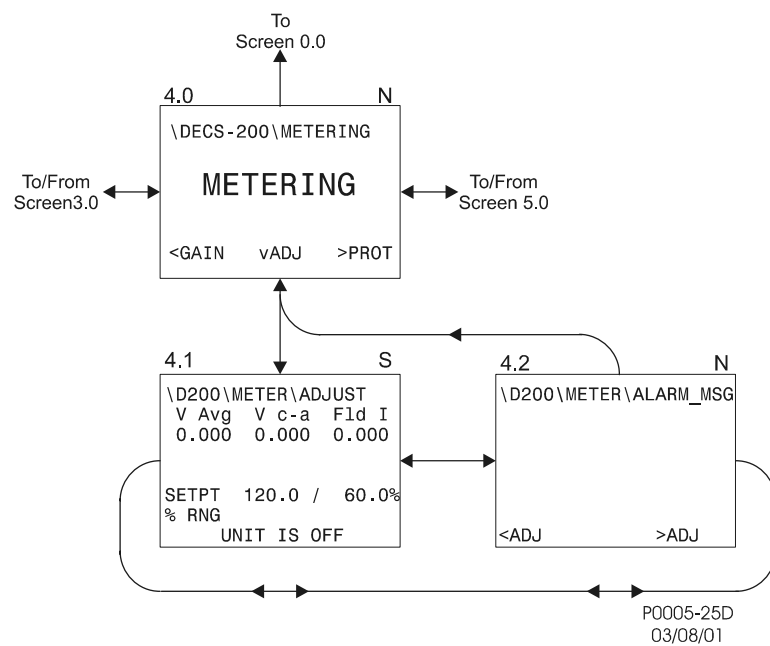 To
Screen 0.0
4.0 N
\DECS-200\METERING
METERING
<GAIN vADJ >PROT
To/From
Screen3.0
To/From
Screen 5.0
4.1 S
\D200\METER\ADJUST
V Avg V c-a Fld I
0.000 0.000 0.000
SETPT 120.0 / 60.0%
% RNG
UNIT IS OFF
4.2 N
\D200\METER\ALARM_MSG
<ADJ >ADJ
P0005-25D
03/08/01